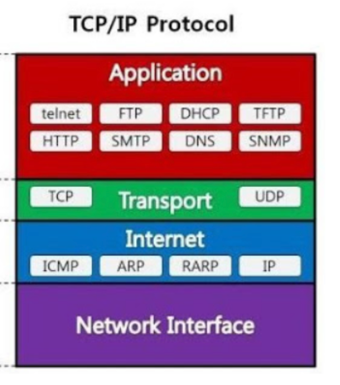 TCP/IP Protocol
Application
telnet FTP DHCP TFTP
HTTP SMTP DNS SNMP
TCP Transport UDP
Internet
ICMP ARP RARP IP
Network Interface